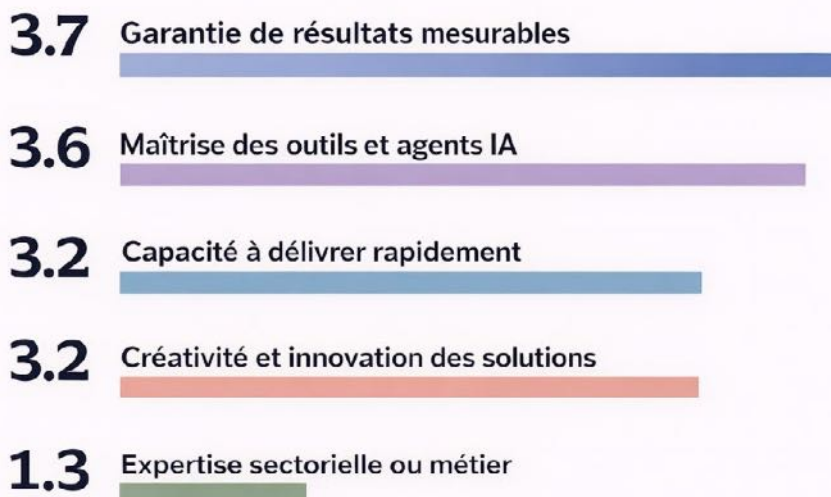 3.7 Garantie de résultats mesurables
3.6 Maîtrise des outils et agents IA
3.2 Capacité à délivrer rapidement
3.2 Créativité et innovation des solutions
1.3 Expertise sectorielle ou métier